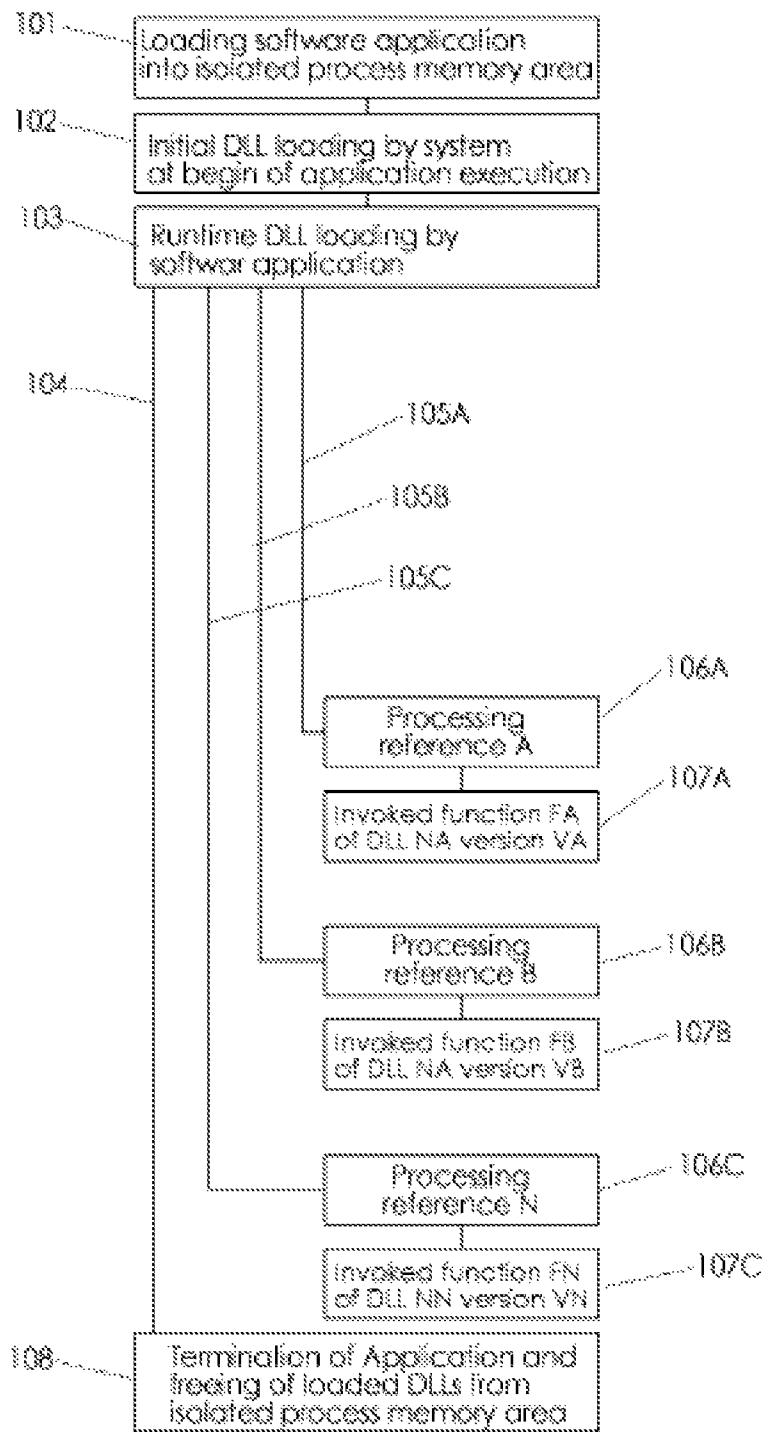 101
Loading software application
into isolated process memory area
102
Initial DLL loading by system
at begin of application execution
103
Runtime DLL loading by
softwar application
104
105A
105B
105C
106A
Processing
reference A
107A
Invoked function FA
of DLL NA version VA
106B
Processing
reference B
107B
Invoked function FB
of DLL NA version VB
106C
Processing
reference N
107C
Invoked function FN
of DLL NN version VN
108
Termination of Application and
freeing of loaded DLLs from
isolated process memory area